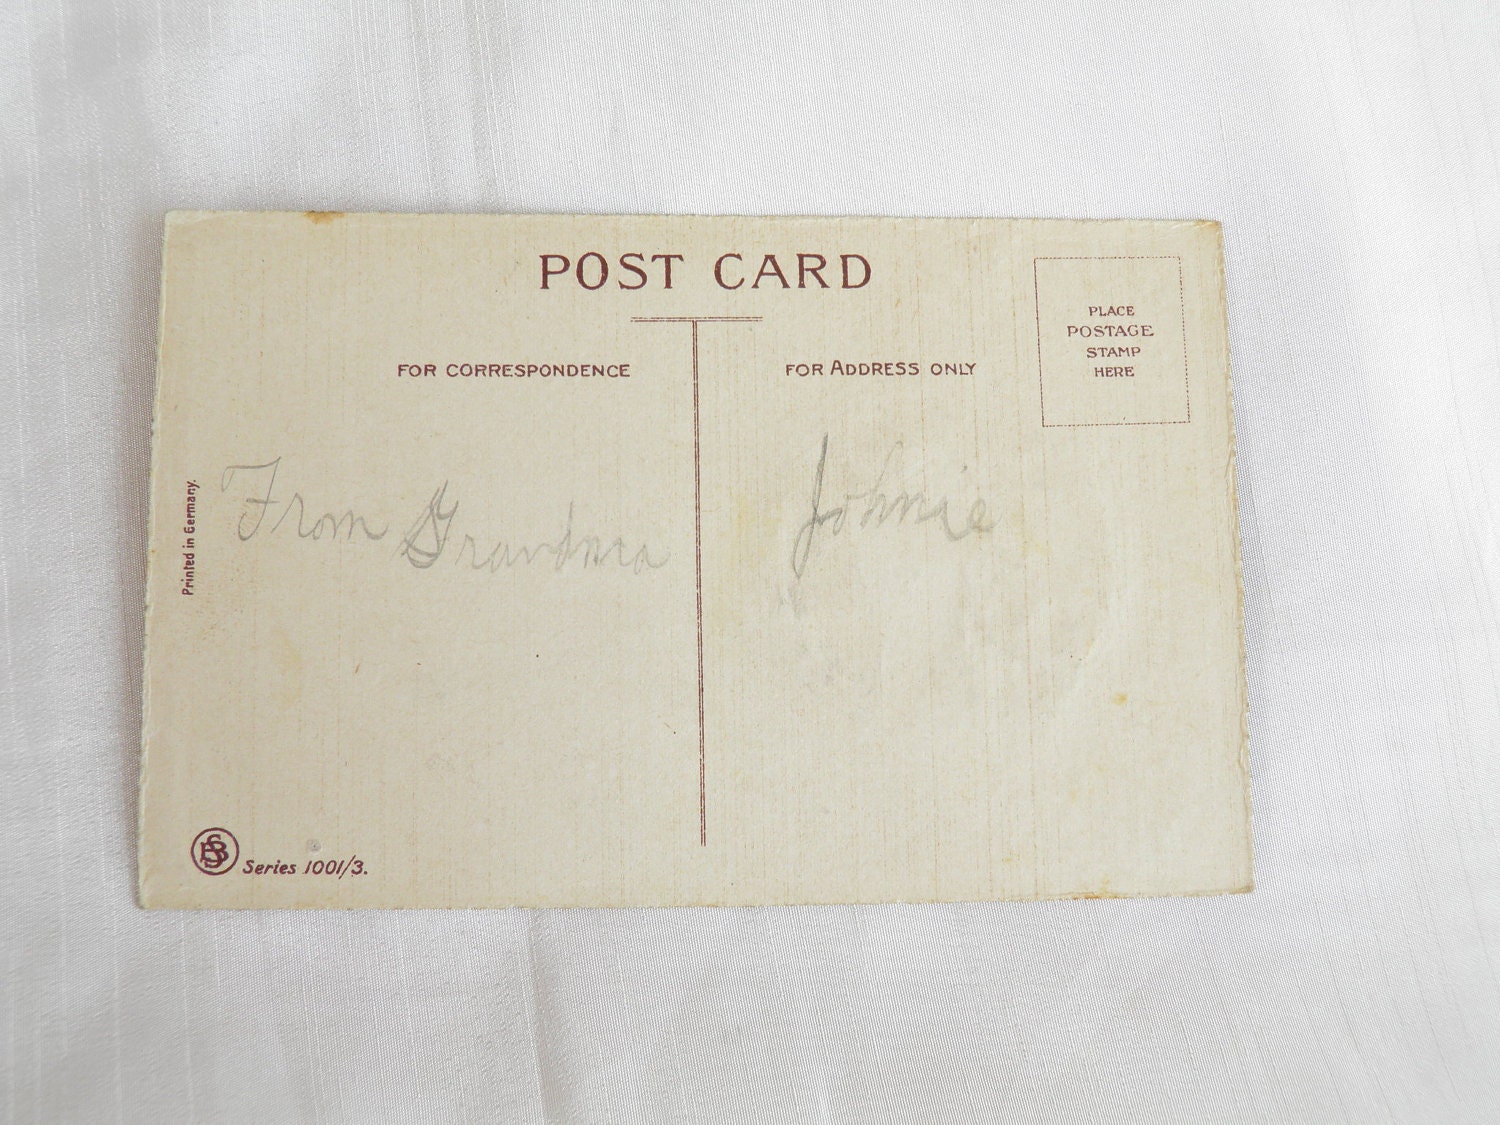 POST CARD
FOR CORRESPONDENCE
FOR ADDRESS ONLY
PLACE
POSTAGE
STAMP
HERE
From Grandma
Johnie
Printed in Germany.
BS Series 1001/3.